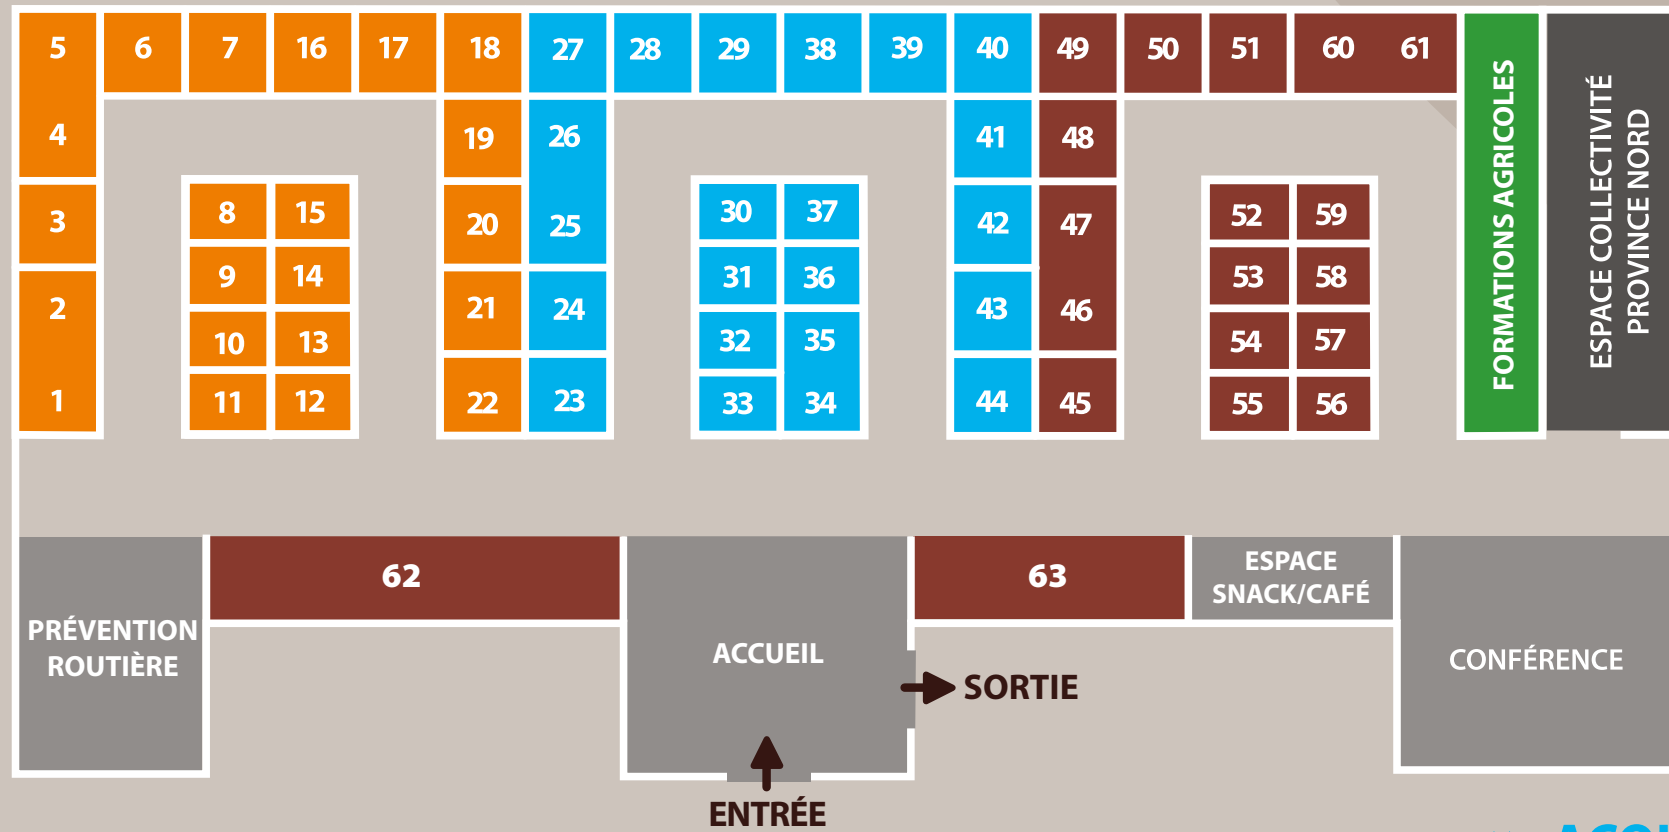 5 6 7 16 17 18 27 28 29 38 39 40 49 50 51 60 61
4 19 26 41 48
3 8 15 20 25 30 37 42 47 52 59
9 14 31 36 53 58
2 21 24 43 46
10 13 32 35 54 57
1 11 12 22 23 33 34 44 45 55 56
FORMATIONS AGRICOLES
ESPACE COLLECTIVITÉ
PROVINCE NORD
62
63
ESPACE
SNACK/CAFÉ
PRÉVENTION
ROUTIÈRE
ACCUEIL
CONFÉRENCE
SORTIE
ENTRÉE